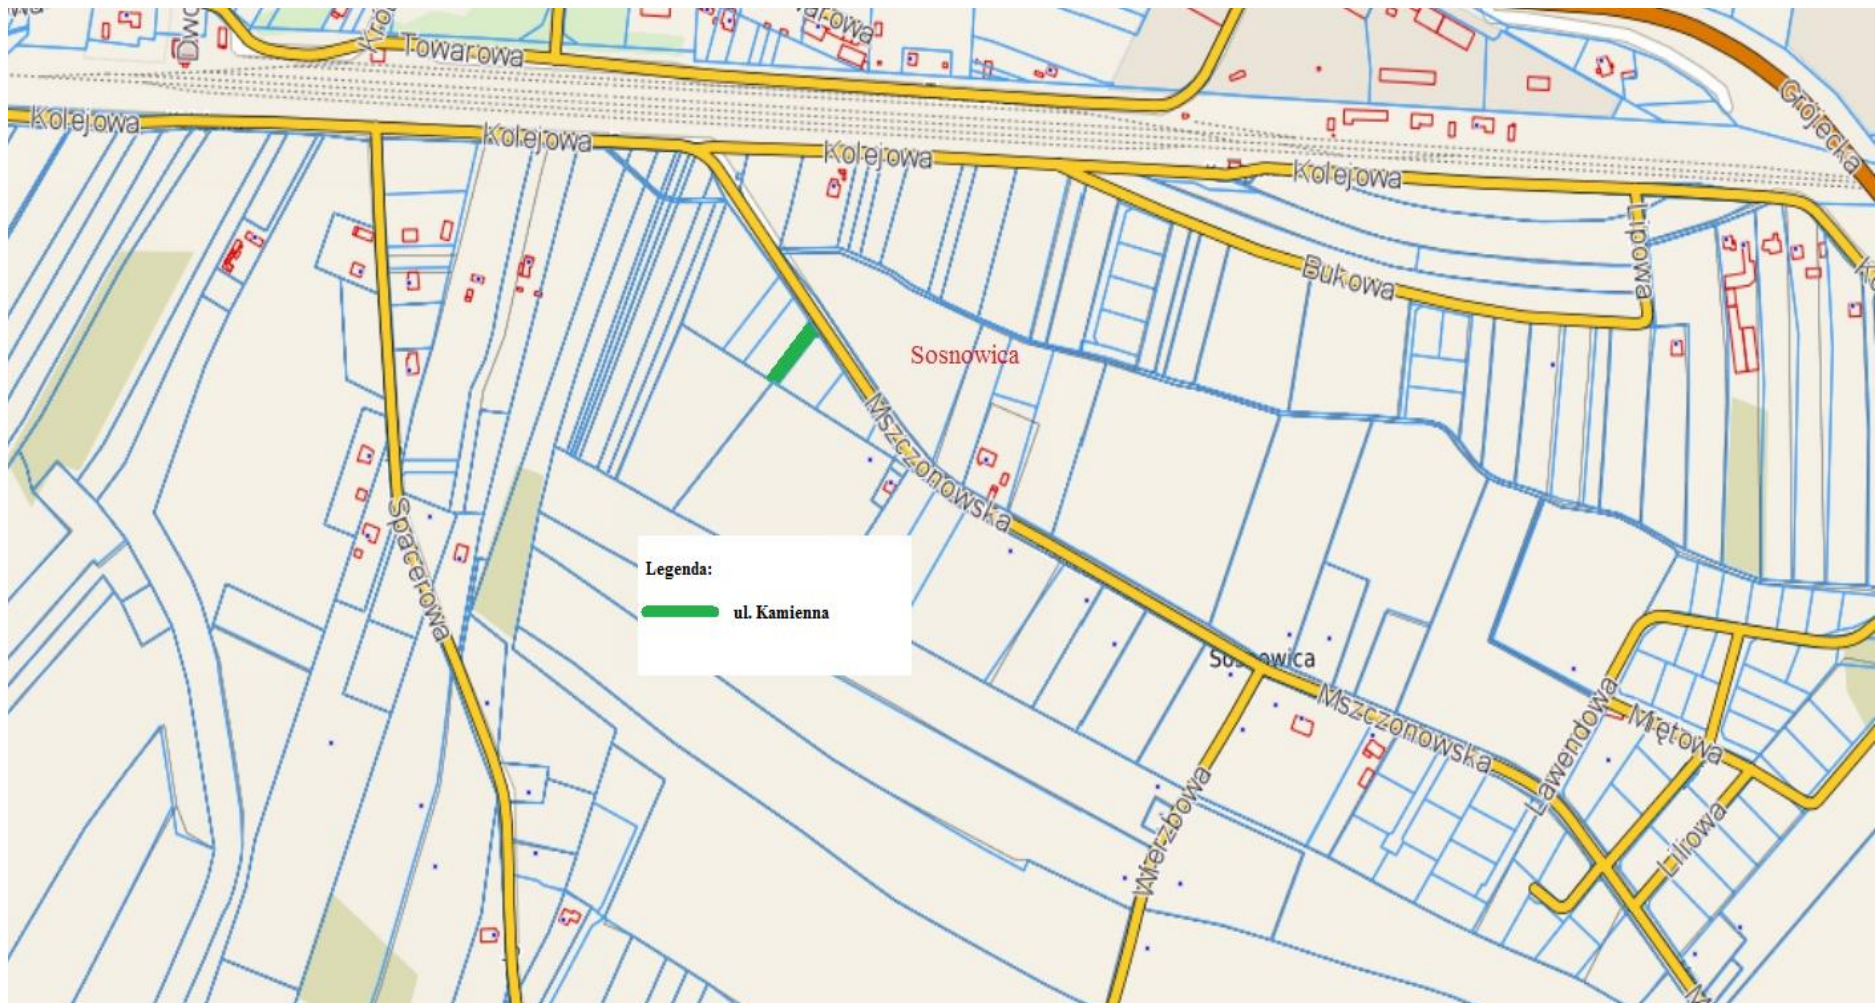 Towarowa
Kolejowa
Kolejowa
Kolejowa
Kolejowa
Grójecka
Lipowa
Bukowa
Sosnowica
Mszczonowska
Spacerowa
Legenda:
ul. Kamienna
Sosnowica
Mszczonowska
Lawendowa
Miętowa
Wierzbowa
Liliowa